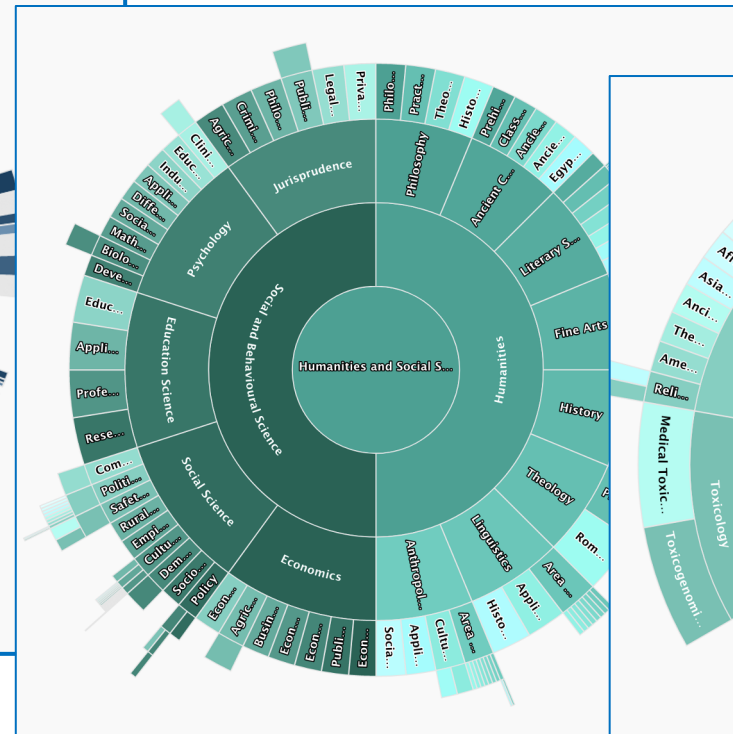 Humanities and Social S...
Humanities
Social and Behavioural Science
Philosophy
Ancient C...
Literary S...
Fine Arts
History
Theology
Linguistics
Anthropol...
Economics
Social Science
Education Science
Psychology
Jurisprudence
Philo...
Pract...
Theo...
Histo...
Prehi...
Class...
Ancie...
Ancie...
Egyp...
Rom...
Area ...
Appli...
Histo...
Area ...
Cultu...
Appli...
Socia...
Econ...
Publi...
Econ...
Econ...
Busin...
Agric...
Econ...
Policy
Socio...
Dem...
Cultu...
Empi...
Rural...
Safet...
Politi...
Com...
Rese...
Profe...
Appli...
Educ...
Deve...
Biolo...
Math...
Socia...
Diffe...
Appli...
Indu...
Educ...
Clini...
Agric...
Crimi...
Philo...
Publi...
Legal...
Priva...
Asia...
Anci...
The...
Ame...
Reli...
Medical Toxic...
Toxicology
Toxicogenomi...